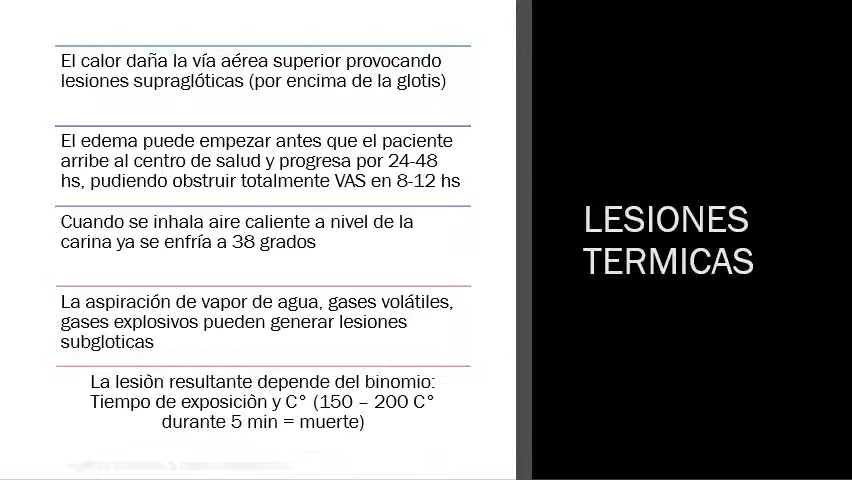 El calor daña la vía aérea superior provocando
lesiones supraglóticas (por encima de la glotis)
El edema puede empezar antes que el paciente
arribe al centro de salud y progresa por 24-48
hs, pudiendo obstruir totalmente VAS en 8-12 hs
Cuando se inhala aire caliente a nivel de la
carina ya se enfría a 38 grados
La aspiración de vapor de agua, gases volátiles,
gases explosivos pueden generar lesiones
subgloticas
La lesiòn resultante depende del binomio:
Tiempo de exposiciòn y C° (150 – 200 C°
durante 5 min = muerte)
LESIONES
TERMICAS